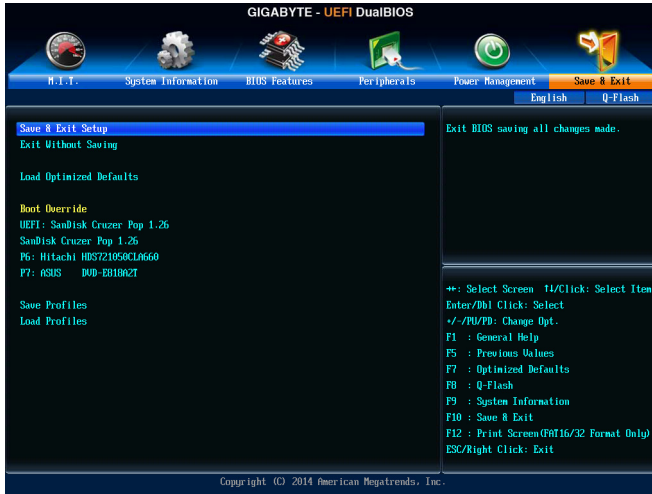 GIGABYTE - UEFI DualBIOS
M.I.T.
System Information
BIOS Features
Peripherals
Power Management
Save & Exit
English
Q-Flash
Save & Exit Setup
Exit Without Saving
Load Optimized Defaults
Boot Override
UEFI: SanDisk Cruzer Pop 1.26
SanDisk Cruzer Pop 1.26
P6: Hitachi HDS721050CLA660
P7: ASUS DVD-E818A2T
Save Profiles
Load Profiles
Exit BIOS saving all changes made.
→←: Select Screen ↑↓/Click: Select Item
Enter/Dbl Click: Select
+/-/PU/PD: Change Opt.
F1 : General Help
F5 : Previous Values
F7 : Optimized Defaults
F8 : Q-Flash
F9 : System Information
F10 : Save & Exit
F12 : Print Screen(FAT16/32 Format Only)
ESC/Right Click: Exit
Copyright (C) 2014 American Megatrends, Inc.